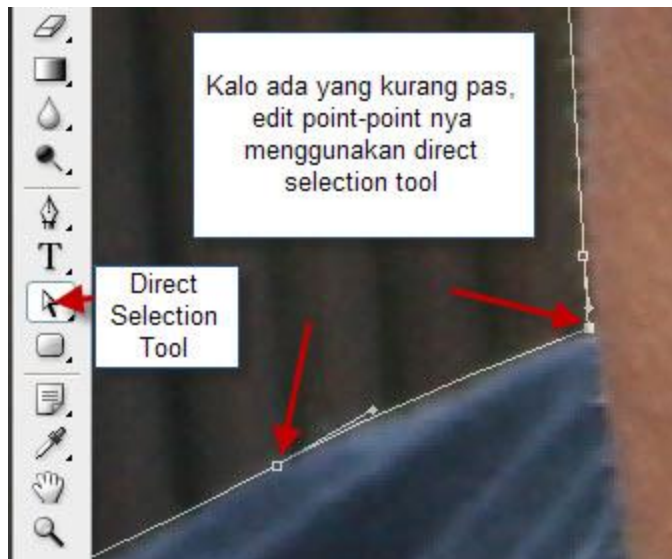 Kalo ada yang kurang pas,
edit point-point nya
menggunakan direct
selection tool
T
Direct
Selection
Tool